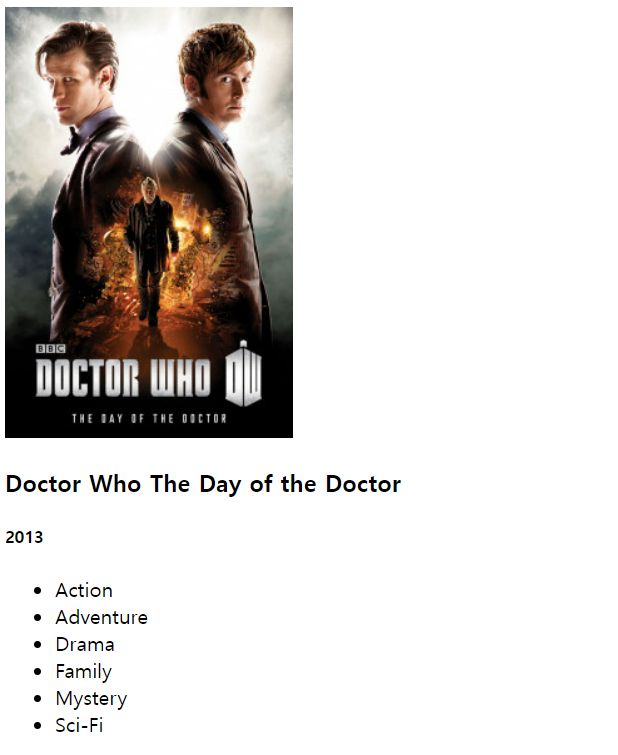 BBC
DOCTOR WHO DW
THE DAY OF THE DOCTOR
Doctor Who The Day of the Doctor
2013
Action
Adventure
Drama
Family
Mystery
Sci-Fi